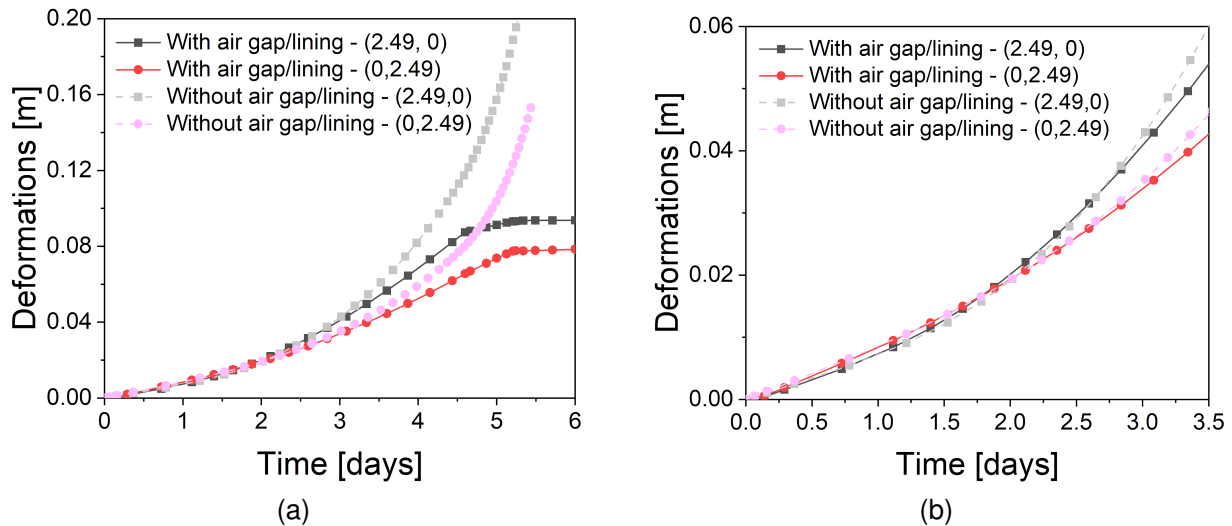 0.20
0.16
0.12
0.08
0.04
0.00
Deformations [m]
With air gap/lining - (2.49, 0)
With air gap/lining - (0,2.49)
Without air gap/lining - (2.49,0)
Without air gap/lining - (0,2.49)
0 1 2 3 4 5 6
Time [days]
(a)
0.06
0.04
0.02
0.00
Deformations [m]
With air gap/lining - (2.49, 0)
With air gap/lining - (0,2.49)
Without air gap/lining - (2.49,0)
Without air gap/lining - (0,2.49)
0.0 0.5 1.0 1.5 2.0 2.5 3.0 3.5
Time [days]
(b)